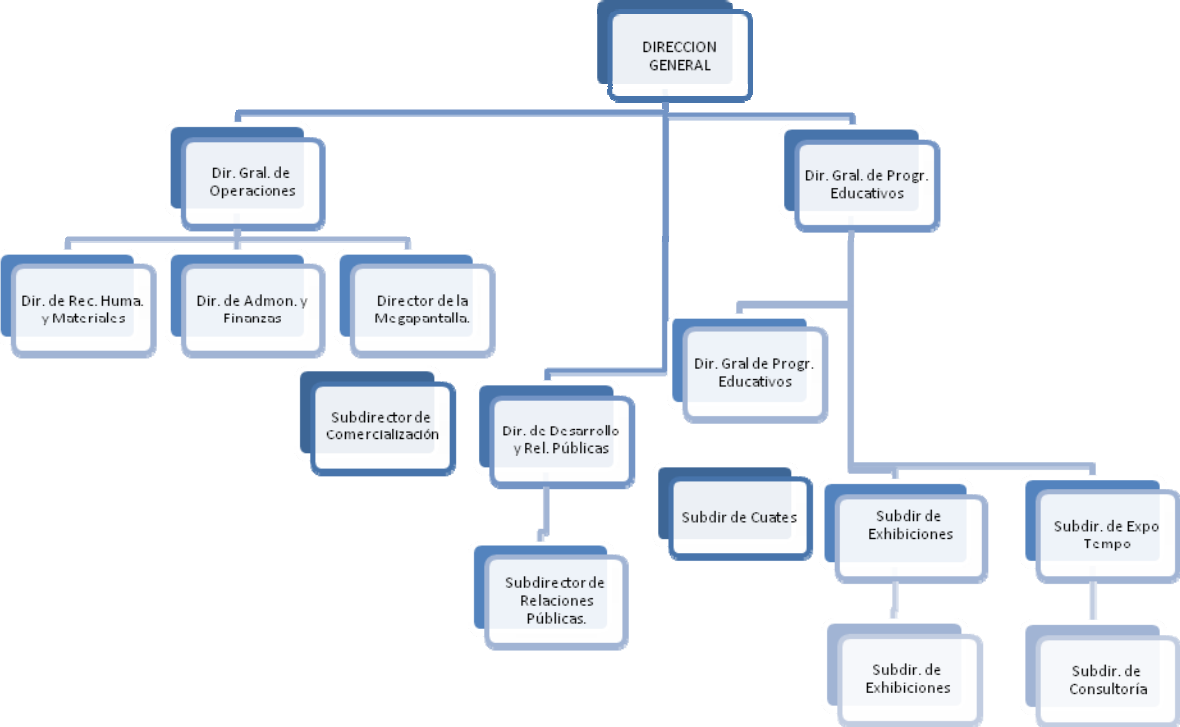 DIRECCION
GENERAL
Dir. Gral. de
Operaciones
Dir. Gral. de Progr.
Educativos
Dir. de Rec. Huma.
y Materiales
Dir. de Admon. y
Finanzas
Director de la
Megapantalla.
Dir. Gral de Progr.
Educativos
Subdirector de
Comercialización
Dir. de Desarrollo
y Rel. Públicas
Subdir de Cuates
Subdir de
Exhibiciones
Subdir. de Expo
Tempo
Subdirector de
Relaciones
Públicas.
Subdir. de
Exhibiciones
Subdir. de
Consultoría